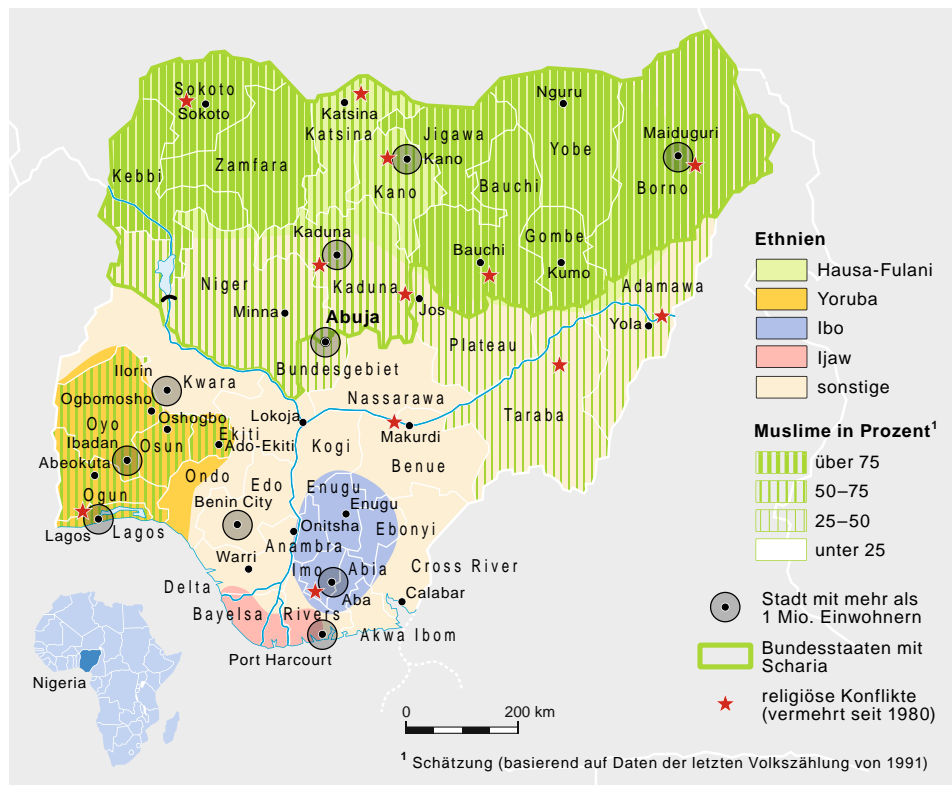 Sokoto
Sokoto
Katsina
Katsina
Nguru
Jigawa
Maiduguri
Zamfara
Kano
Yobe
Kebbi
Kano
Bauchi
Borno
Kaduna
Bauchi
Gombe
Kumo
Niger
Kaduna
Adamawa
Minna
Jos
Abuja
Yola
Plateau
Bundesgebiet
Ilorin
Kwara
Nassarawa
Ogbomosho
Taraba
Oyo
Oshogbo
Lokoja
Ibadan
Osun
Ekiti
Makurdi
Ado-Ekiti
Kogi
Abeokuta
Benue
Ondo
Edo
Enugu
Ogun
Benin City
Enugu
Lagos
Lagos
Onitsha
Ebonyi
Anambra
Warri
Imo
Abia
Cross River
Delta
Aba
Calabar
Bayelsa
Rivers
Akwa Ibom
Port Harcourt
Nigeria
Ethnien
Hausa-Fulani
Yoruba
Ibo
Ijaw
sonstige
Muslime in Prozent¹
über 75
50–75
25–50
unter 25
Stadt mit mehr als
1 Mio. Einwohnern
Bundesstaaten mit
Scharia
religiöse Konflikte
(vermehrt seit 1980)
0 200 km
¹ Schätzung (basierend auf Daten der letzten Volkszählung von 1991)